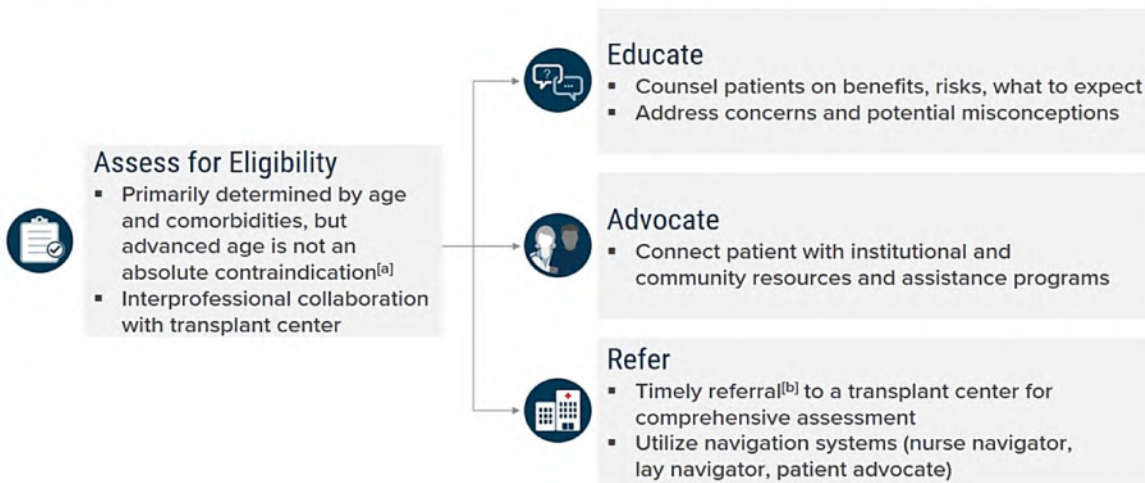 Assess for Eligibility
▪ Primarily determined by age
and comorbidities, but
advanced age is not an
absolute contraindication[a]
▪ Interprofessional collaboration
with transplant center
Educate
▪ Counsel patients on benefits, risks, what to expect
▪ Address concerns and potential misconceptions
Advocate
▪ Connect patient with institutional and
community resources and assistance programs
Refer
▪ Timely referral[b] to a transplant center for
comprehensive assessment
▪ Utilize navigation systems (nurse navigator,
lay navigator, patient advocate)